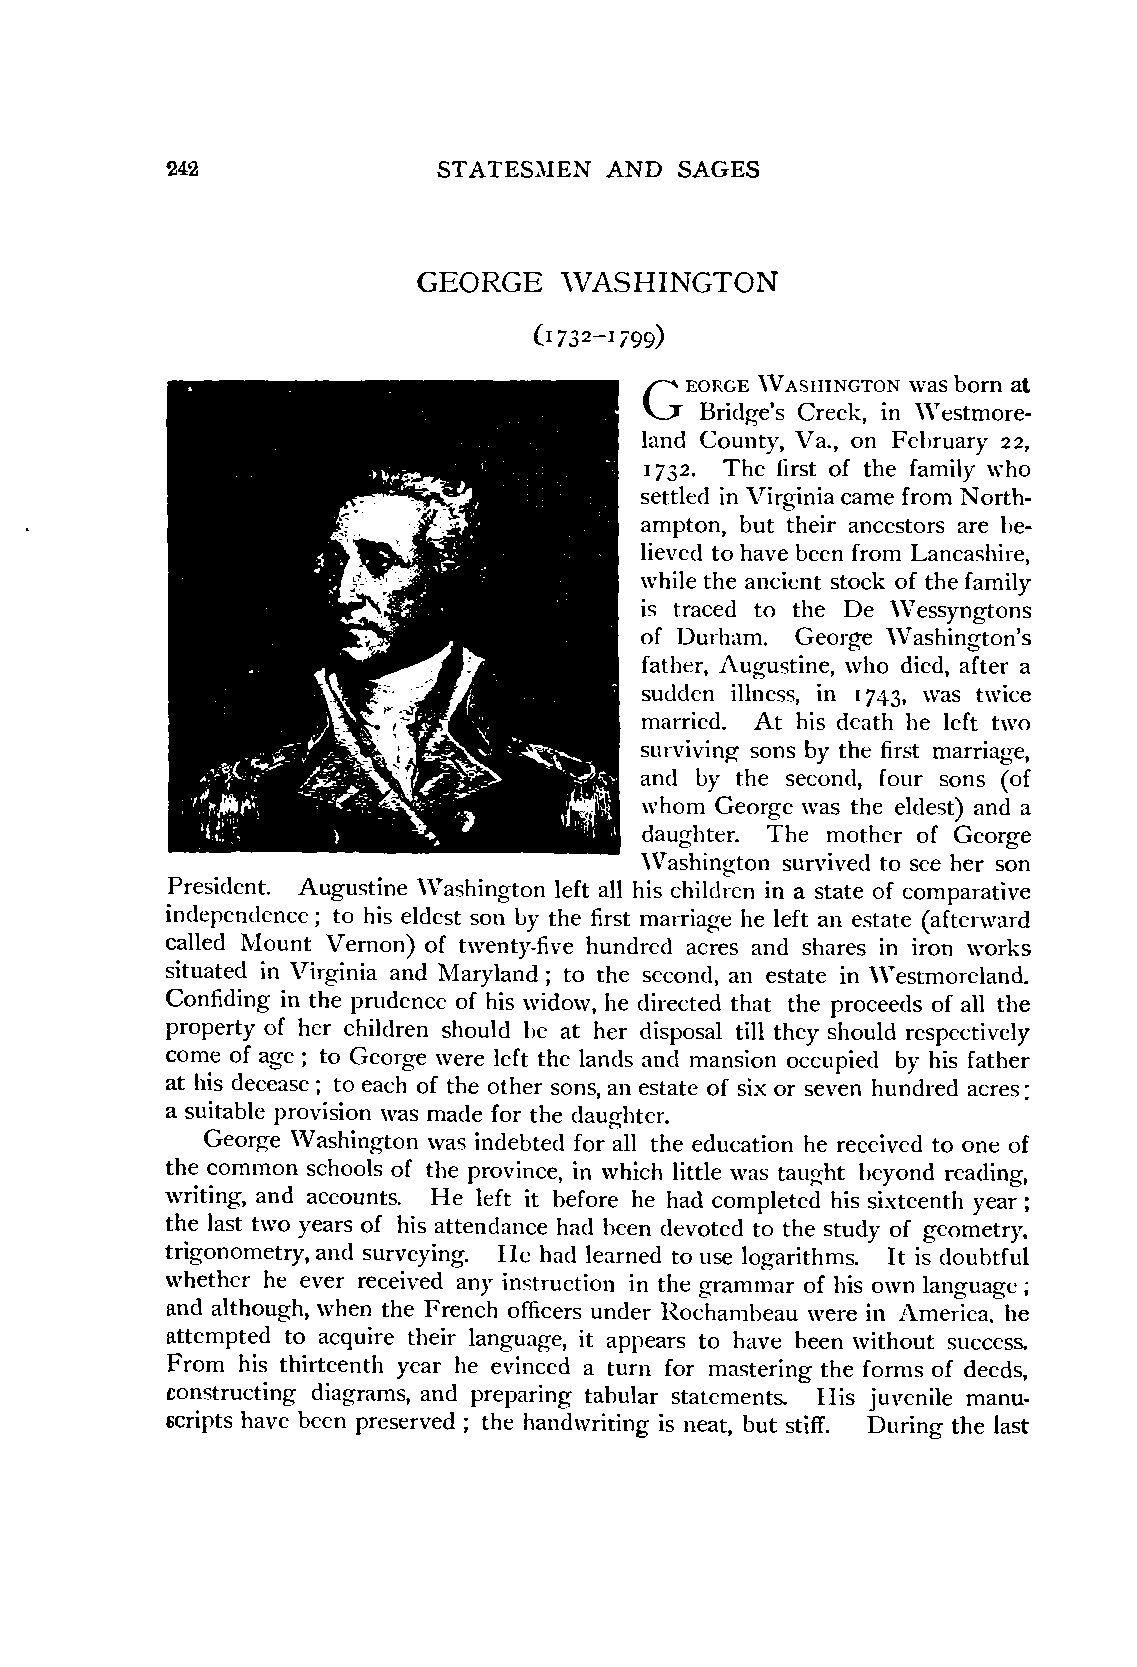 242 STATESMEN AND SAGES
GEORGE WASHINGTON
(1732–1799)
GEORGE WASHINGTON was born at
Bridge's Creek, in Westmore-
land County, Va., on February 22,
1732. The first of the family who
settled in Virginia came from North-
ampton, but their ancestors are be-
lieved to have been from Lancashire,
while the ancient stock of the family
is traced to the De Wessyngtons
of Durham. George Washington's
father, Augustine, who died, after a
sudden illness, in 1743, was twice
married. At his death he left two
surviving sons by the first marriage,
and by the second, four sons (of
whom George was the eldest) and a
daughter. The mother of George
Washington survived to see her son
President. Augustine Washington left all his children in a state of comparative
independence; to his eldest son by the first marriage he left an estate (afterward
called Mount Vernon) of twenty-five hundred acres and shares in iron works
situated in Virginia and Maryland; to the second, an estate in Westmoreland.
Confiding in the prudence of his widow, he directed that the proceeds of all the
property of her children should be at her disposal till they should respectively
come of age; to George were left the lands and mansion occupied by his father
at his decease; to each of the other sons, an estate of six or seven hundred acres;
a suitable provision was made for the daughter.
George Washington was indebted for all the education he received to one of
the common schools of the province, in which little was taught beyond reading,
writing, and accounts. He left it before he had completed his sixteenth year;
the last two years of his attendance had been devoted to the study of geometry,
trigonometry, and surveying. He had learned to use logarithms. It is doubtful
whether he ever received any instruction in the grammar of his own language;
and although, when the French officers under Rochambeau were in America, he
attempted to acquire their language, it appears to have been without success.
From his thirteenth year he evinced a turn for mastering the forms of deeds,
constructing diagrams, and preparing tabular statements. His juvenile manu-
scripts have been preserved; the handwriting is neat, but stiff. During the last